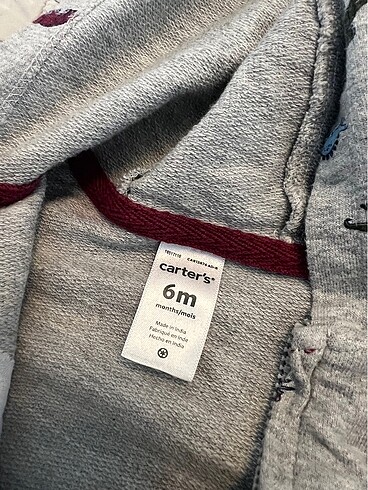 carter's®
6m
months/mois
Made in India
Fabriqué en Inde
Hecho en India